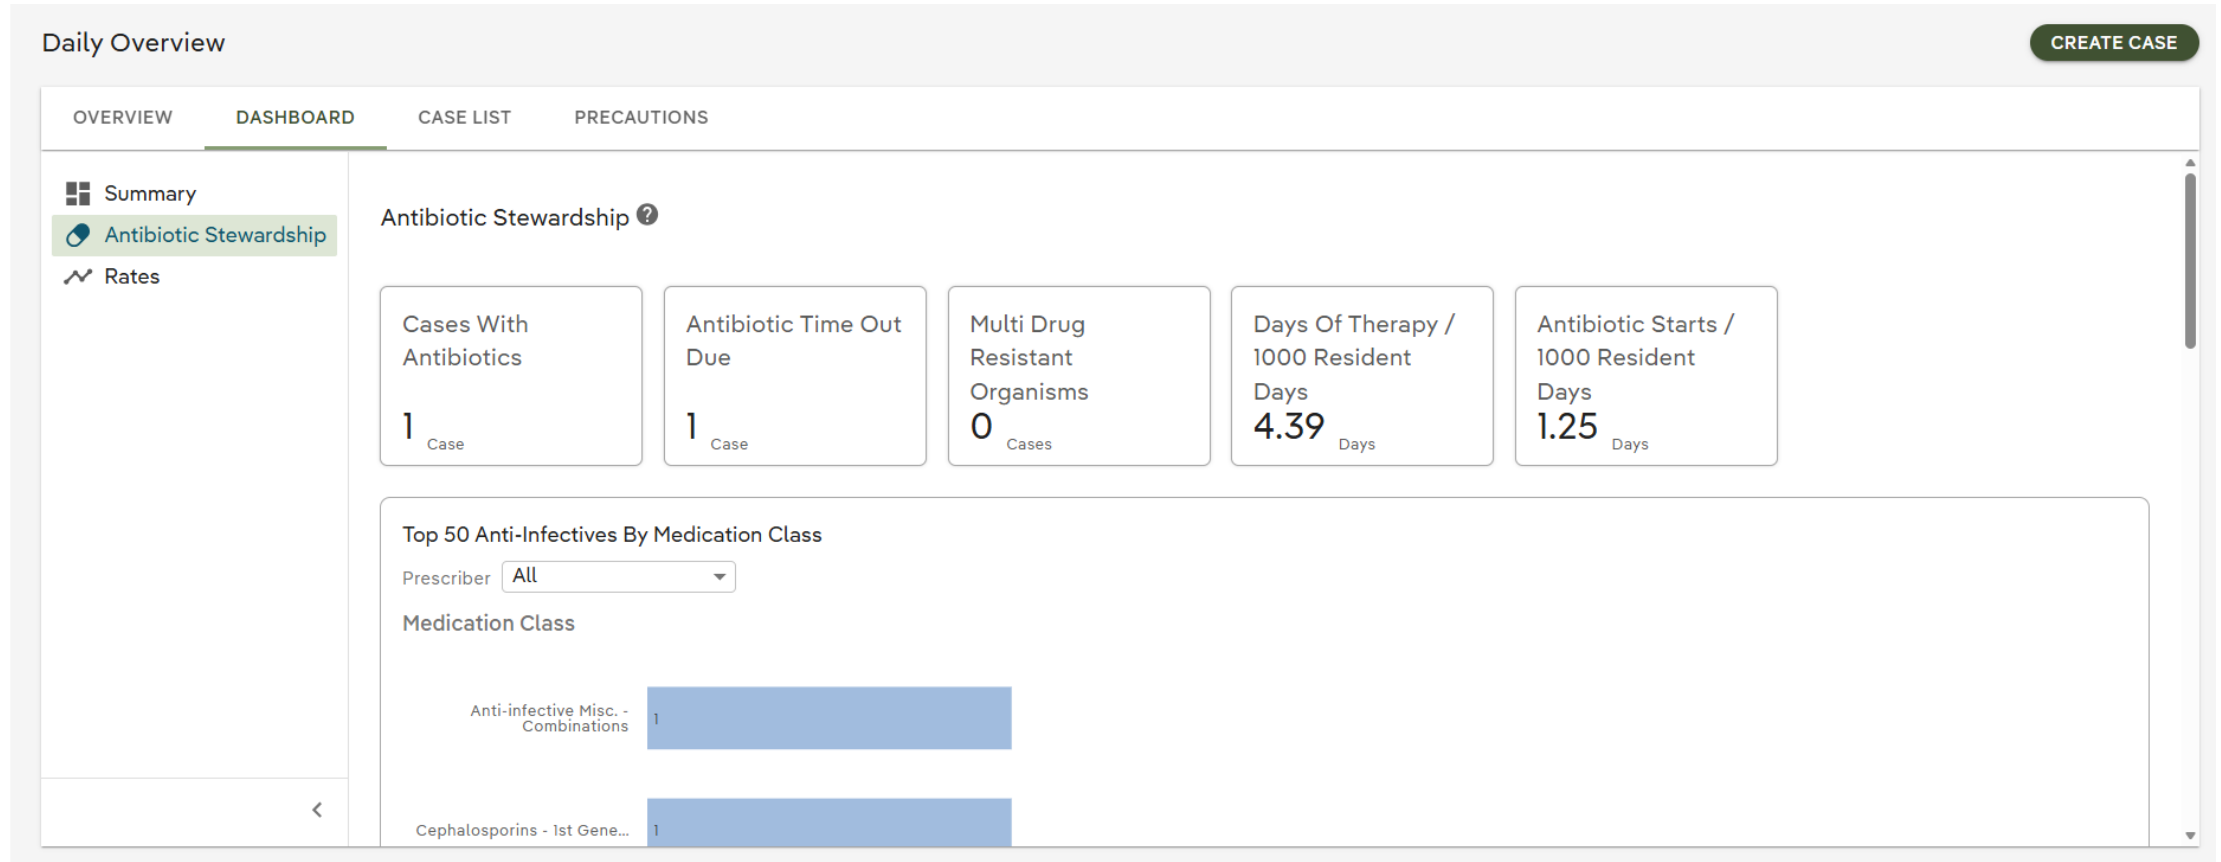 Daily Overview
CREATE CASE
OVERVIEW
DASHBOARD
CASE LIST
PRECAUTIONS
Summary
Antibiotic Stewardship
Rates
Antibiotic Stewardship ?
Cases With
Antibiotics
1 Case
Antibiotic Time Out
Due
1 Case
Multi Drug
Resistant
Organisms
0 Cases
Days Of Therapy /
1000 Resident
Days
4.39 Days
Antibiotic Starts /
1000 Resident
Days
1.25 Days
Top 50 Anti-Infectives By Medication Class
Prescriber All
Medication Class
Anti-infective Misc. -
Combinations
1
Cephalosporins - 1st Gene...
1